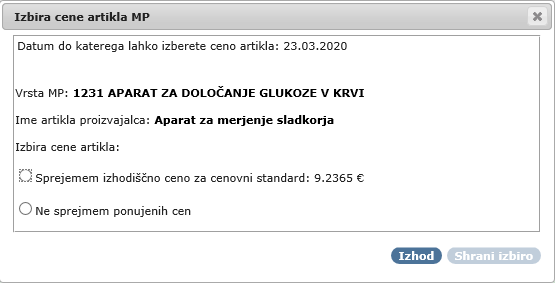 Izbira cene artikla MP
Datum do katerega lahko izberete ceno artikla: 23.03.2020
Vrsta MP: 1231 APARAT ZA DOLOČANJE GLUKOZE V KRVI
Ime artikla proizvajalca: Aparat za merjenje sladkorja
Izbira cene artikla:
Sprejemem izhodiščno ceno za cenovni standard: 9.2365 €
Ne sprejmem ponujenih cen
Izhod Shrani izbiro